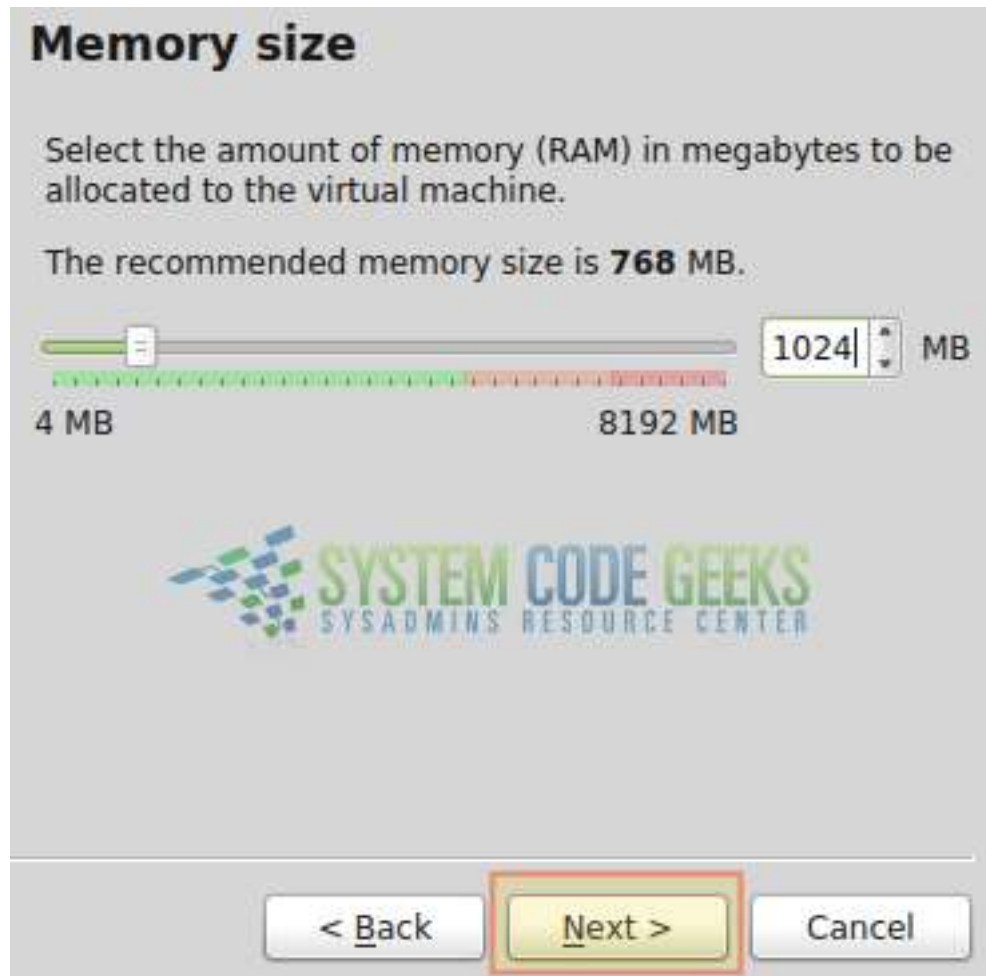 Memory size
Select the amount of memory (RAM) in megabytes to be
allocated to the virtual machine.
The recommended memory size is 768 MB.
1024 MB
4 MB 8192 MB
SYSTEM CODE GEEKS
SYSADMINS RESOURCE CENTER
< Back Next > Cancel